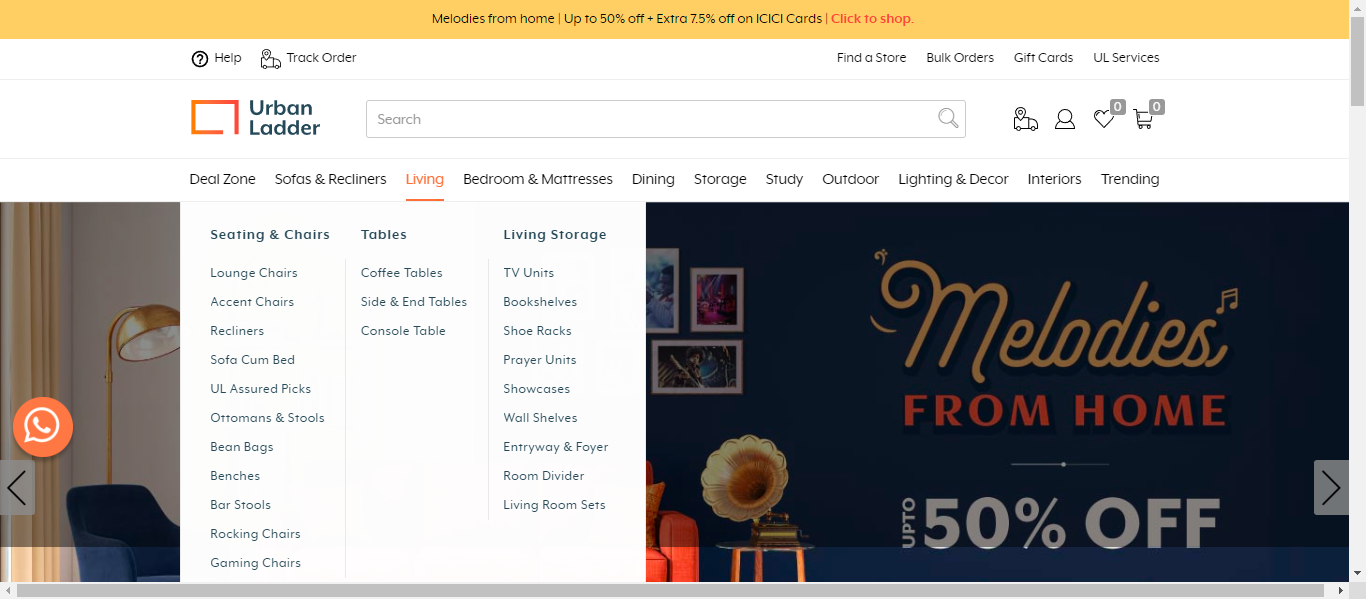 Melodies from home | Up to 50% off + Extra 7.5% off on ICICI Cards | Click to shop.
Help Track Order Find a Store Bulk Orders Gift Cards UL Services
Urban
Ladder
Search
0 0
Deal Zone Sofas & Recliners Living Bedroom & Mattresses Dining Storage Study Outdoor Lighting & Decor Interiors Trending
Seating & Chairs
Lounge Chairs
Accent Chairs
Recliners
Sofa Cum Bed
UL Assured Picks
Ottomans & Stools
Bean Bags
Benches
Bar Stools
Rocking Chairs
Gaming Chairs
Tables
Coffee Tables
Side & End Tables
Console Table
Living Storage
TV Units
Bookshelves
Shoe Racks
Prayer Units
Showcases
Wall Shelves
Entryway & Foyer
Room Divider
Living Room Sets
Melodies
FROM HOME
UPTO 50% OFF